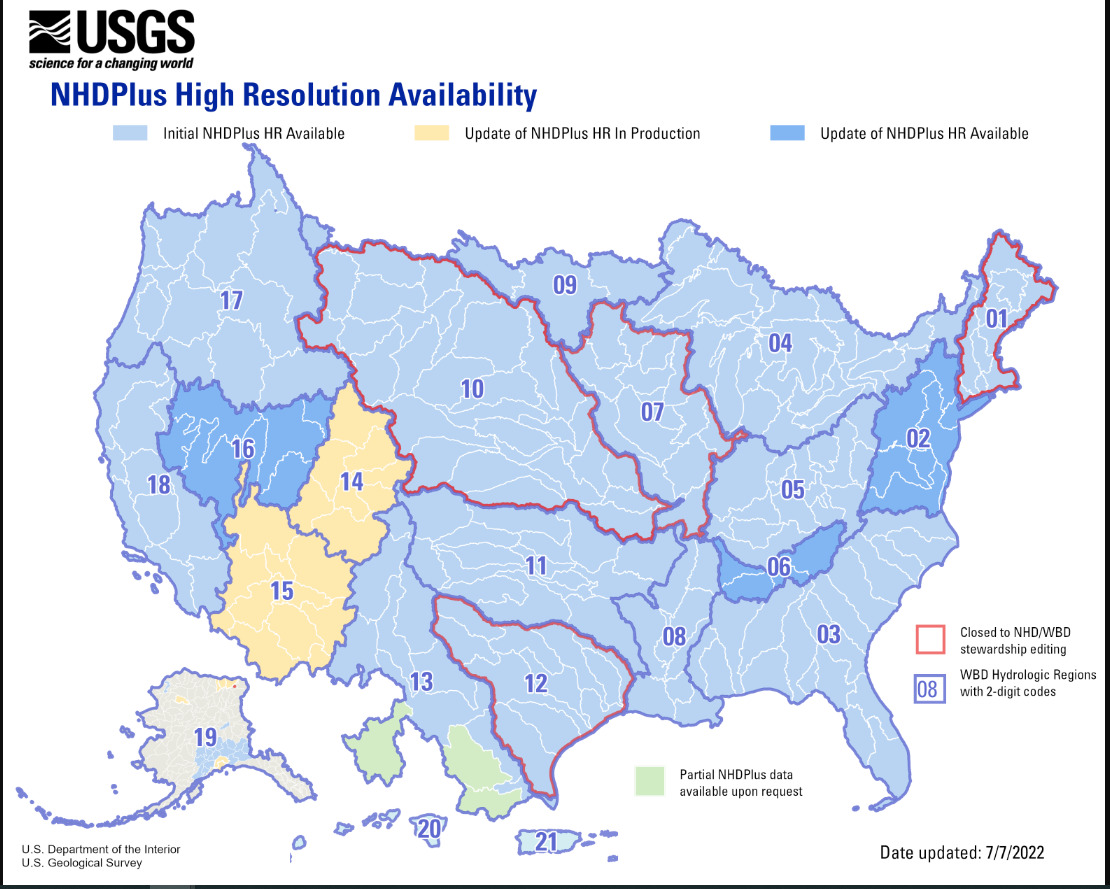 USGS
science for a changing world
NHDPlus High Resolution Availability
Initial NHDPlus HR Available
Update of NHDPlus HR In Production
Update of NHDPlus HR Available
17
09
01
04
10
07
02
16
14
18
05
11
06
15
08
03
13
12
19
20
21
Closed to NHD/WBD
stewardship editing
08
WBD Hydrologic Regions
with 2-digit codes
Partial NHDPlus data
available upon request
U.S. Department of the Interior
U.S. Geological Survey
Date updated: 7/7/2022